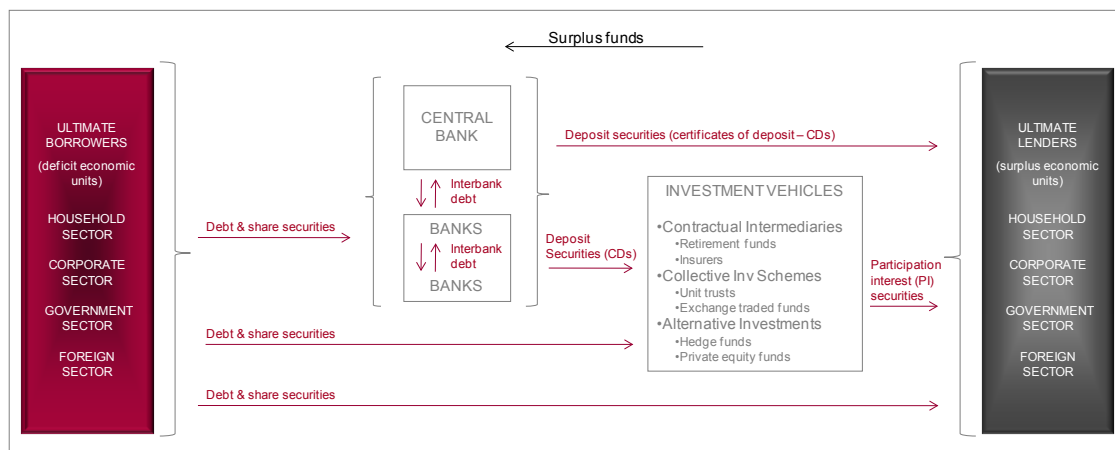 Surplus funds
ULTIMATE
BORROWERS
(deficit economic
units)
HOUSEHOLD
SECTOR
CORPORATE
SECTOR
GOVERNMENT
SECTOR
FOREIGN
SECTOR
Debt & share securities
Debt & share securities
Debt & share securities
CENTRAL
BANK
Interbank
debt
BANKS
Interbank
debt
BANKS
Deposit securities (certificates of deposit – CDs)
Deposit
Securities (CDs)
INVESTMENT VEHICLES
•Contractual Intermediaries
•Retirement funds
•Insurers
•Collective Inv Schemes
•Unit trusts
•Exchange traded funds
•Alternative Investments
•Hedge funds
•Private equity funds
Participation
interest (PI)
securities
ULTIMATE
LENDERS
(surplus economic
units)
HOUSEHOLD
SECTOR
CORPORATE
SECTOR
GOVERNMENT
SECTOR
FOREIGN
SECTOR